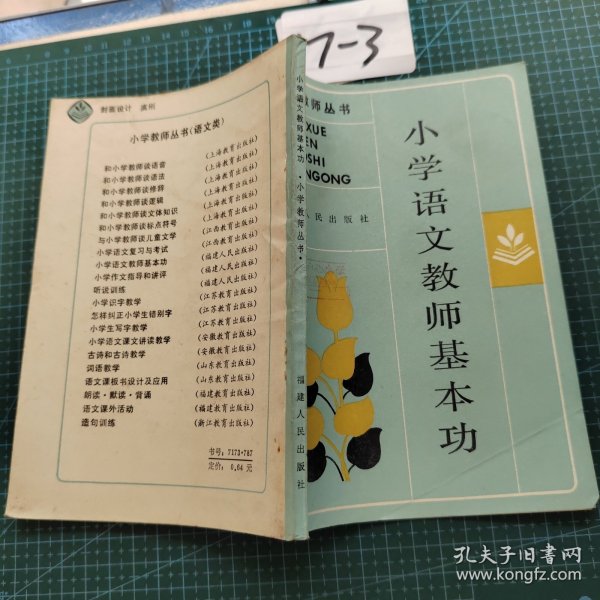 7-3
封面设计 庚州
小学教师丛书(语文类)
和小学教师谈语音 (上海教育出版社)
和小学教师谈语法 (上海教育出版社)
和小学教师谈修辞 (上海教育出版社)
和小学教师谈逻辑 (上海教育出版社)
和小学教师谈文体知识 (上海教育出版社)
和小学教师谈标点符号 (江西教育出版社)
与小学教师谈儿童文学 (江西教育出版社)
小学语文复习与考试 (福建人民出版社)
小学语文教师基本功 (福建人民出版社)
小学作文指导和讲评 (福建人民出版社)
听说训练 (江苏教育出版社)
小学识字教学 (江苏教育出版社)
怎样纠正小学生错别字 (江苏教育出版社)
小学生写字教学 (安徽教育出版社)
小学语文课文讲读教学 (安徽教育出版社)
古诗和古诗教学 (山东教育出版社)
词语教学 (山东教育出版社)
语文课板书设计及应用 (山东教育出版社)
朗读·默读·背诵 (福建教育出版社)
语文课外活动 (福建教育出版社)
造句训练 (浙江教育出版社)
书号:7173·787
定价:0.64元
小学语文教师基本功·小学教师丛书·
福建人民出版社
教师丛书
XUE
EN
SHI
NGONG
人民出版社
小学语文教师基本功
孔夫子旧书网
www.kongfz.com